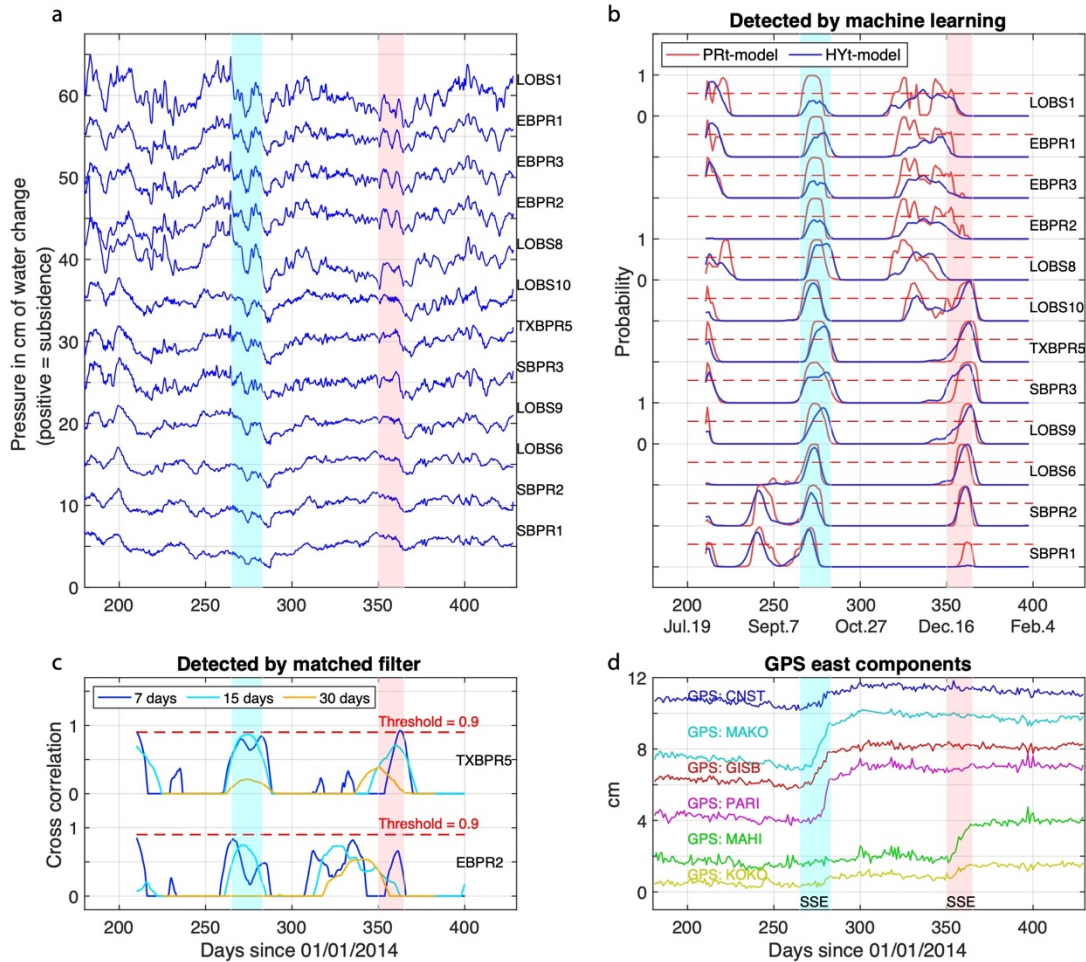 a
Pressure in cm of water change
(positive = subsidence)
60
50
40
30
20
10
0
LOBS1
EBPR1
EBPR3
EBPR2
LOBS8
LOBS10
TXBPR5
SBPR3
LOBS9
LOBS6
SBPR2
SBPR1
200 250 300 350 400
b
Detected by machine learning
PRt-model HYt-model
Probability
1
0
1
0
1
0
LOBS1
EBPR1
EBPR3
EBPR2
LOBS8
LOBS10
TXBPR5
SBPR3
LOBS9
LOBS6
SBPR2
SBPR1
200 250 300 350 400
Jul.19 Sept.7 Oct.27 Dec.16 Feb.4
c
Detected by matched filter
7 days 15 days 30 days
Cross correlation
1
0
1
0
Threshold = 0.9
TXBPR5
Threshold = 0.9
EBPR2
200 250 300 350 400
Days since 01/01/2014
d
GPS east components
cm
12
8
4
0
GPS: CNST
GPS: MAKO
GPS: GISB
GPS: PARI
GPS: MAHI
GPS: KOKO
SSE SSE
200 250 300 350 400
Days since 01/01/2014